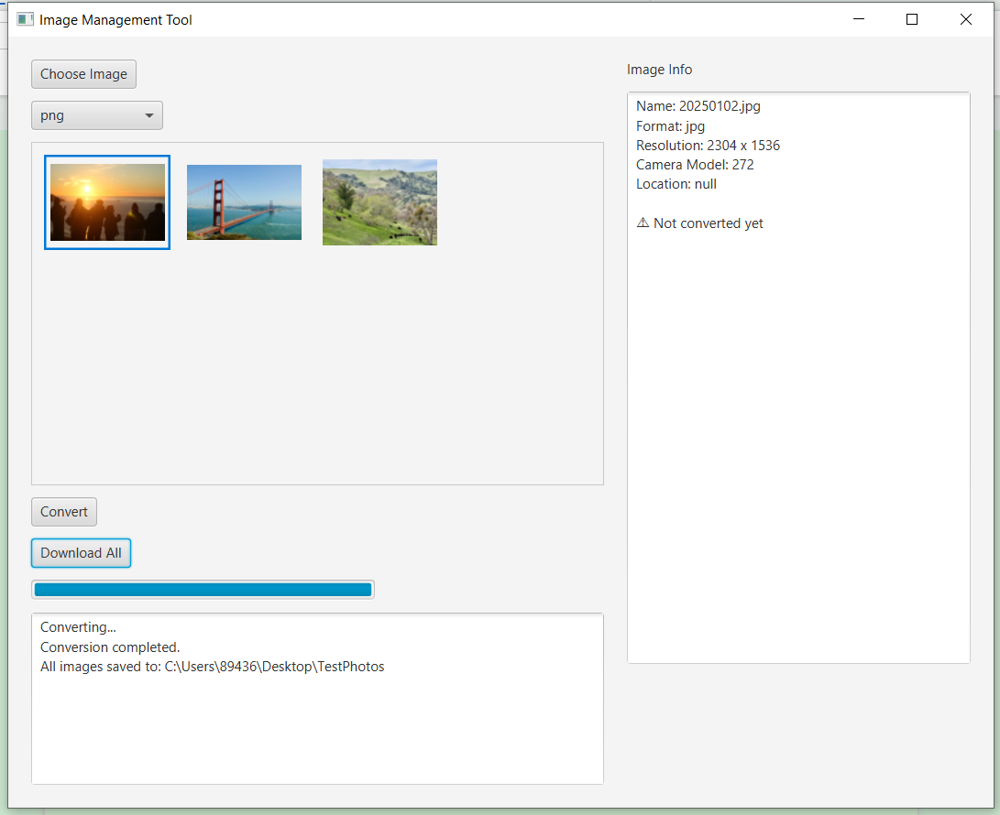 Image Management Tool
Choose Image
png
Convert
Download All
Converting...
Conversion completed.
All images saved to: C:\Users\89436\Desktop\TestPhotos
Image Info
Name: 20250102.jpg
Format: jpg
Resolution: 2304 x 1536
Camera Model: 272
Location: null
⚠ Not converted yet